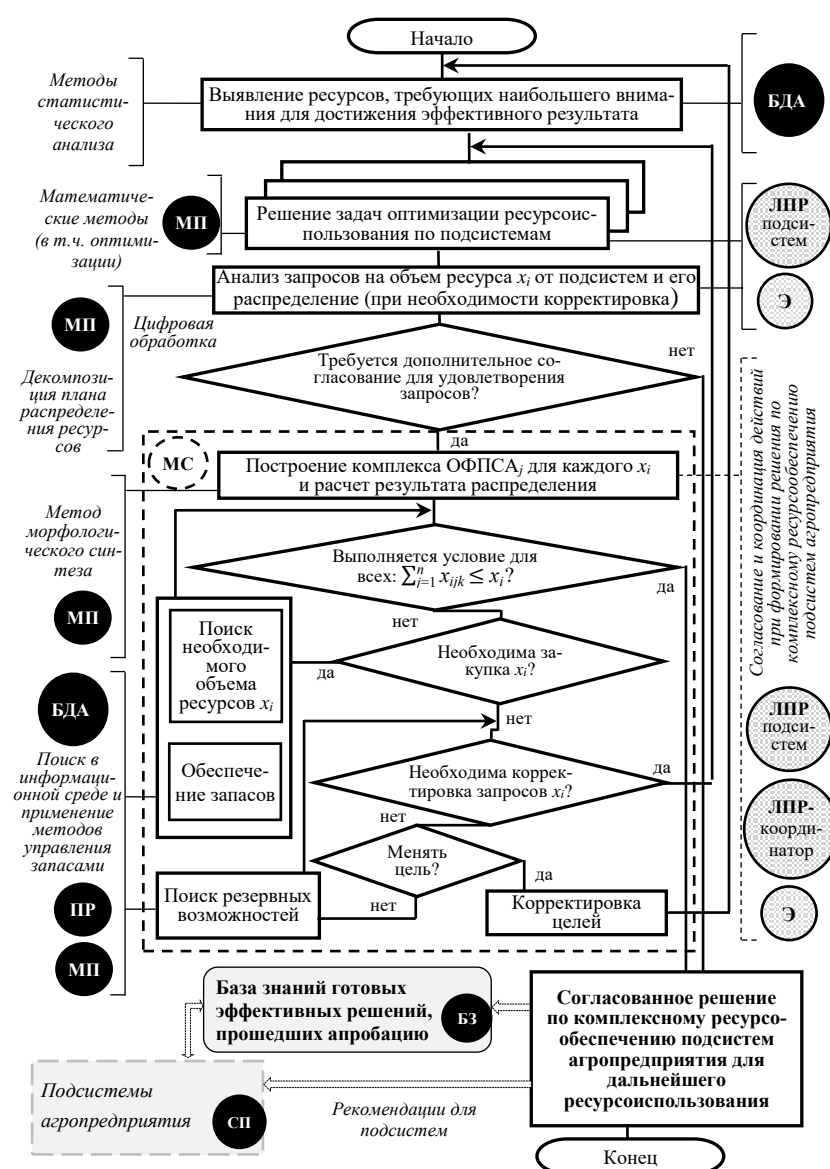 Начало
Методы
статисти-
ческого
анализа
Выявление ресурсов, требующих наибольшего внима-
ния для достижения эффективного результата
БДА
Математиче-
ские методы
(в т.ч. оптими-
зации)
МП
Решение задач оптимизации ресурсоис-
пользования по подсистемам
ЛПР
подси-
стем
Э
Анализ запросов на объем ресурса xᵢ от подсистем и его
распределение (при необходимости корректировка)
МП
Цифровая
обработка
Декомпози-
ция плана
распределе-
ния ресур-
сов
Требуется дополнительное со-
гласование для удовлетворения
запросов?
нет
да
МС
Построение комплекса ОФПСАⱼ для каждого xᵢ
и расчет результата распределения
Метод
морфологи-
ческого син-
теза
МП
Выполняется условие для
всех: ∑ⱼ₌₁ⁿ xᵢⱼₖ ≤ xᵢ?
да
нет
Согласование и координация действий
при формировании решения по
комплексному ресурсообеспечению
подсистем агропредприятия
Поиск
необходи-
мого
объема
ресурсов xᵢ
Необходима за-
купка xᵢ?
да
нет
БДА
Поиск в
информаци-
онной среде и
применение
методов
управления
запасами
Обеспече-
ние запасов
Необходима коррек-
тировка запросов xᵢ?
да
нет
ЛПР
подси-
стем
ЛПР-
коорди-
натор
Э
Менять
цель?
да
нет
ПР
МП
Поиск резервных
возможностей
Корректировка
целей
База знаний готовых
эффективных решений,
прошедших апробацию
БЗ
Согласованное решение
по комплексному ресурсо-
обеспечению подсистем
агропредприятия для
дальнейшего
ресурсоиспользования
Подсистемы
агропредприятия
СП
Рекомендации для
подсистем
Конец